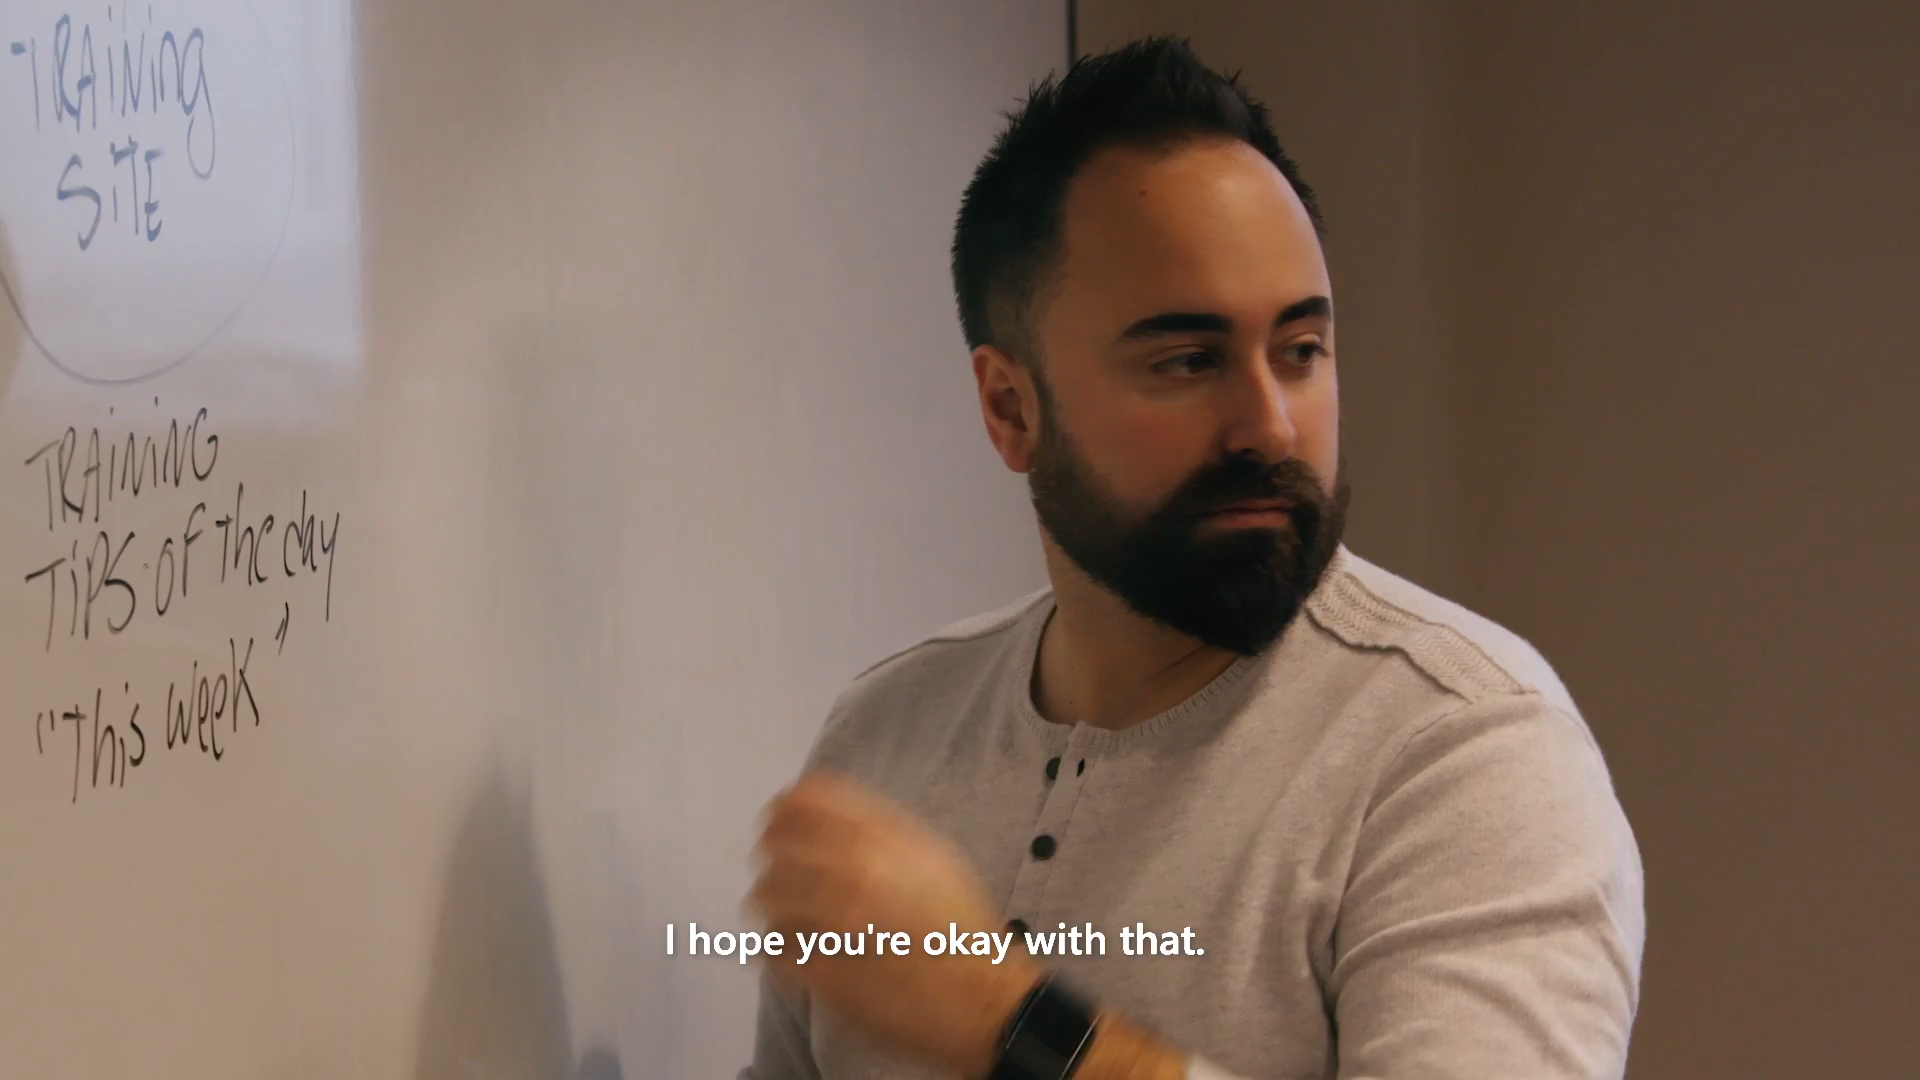 TRAiNing
SiTE
TRAiNiNG
TiPS of the day
"This week"
I hope you're okay with that.